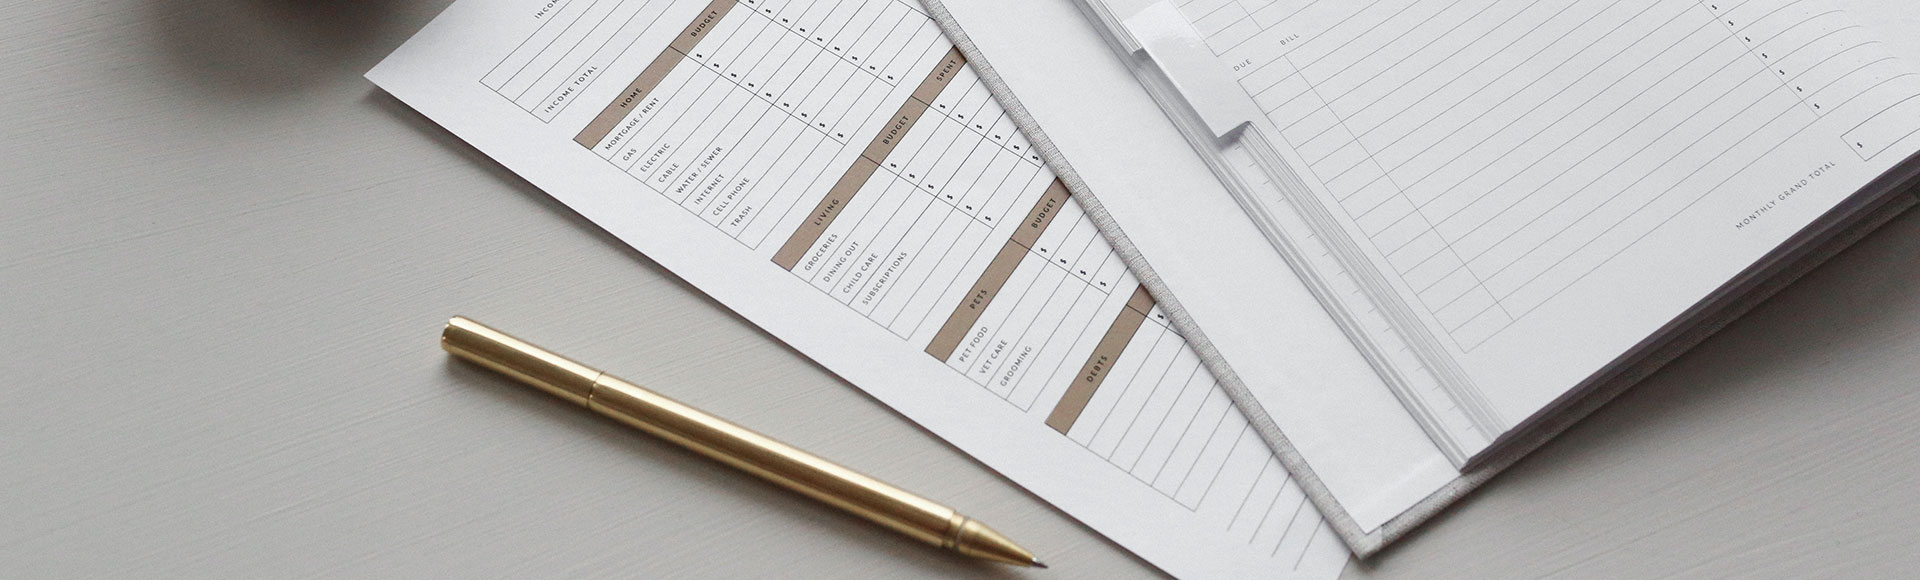 INCOME TOTAL
HOME BUDGET
MORTGAGE / RENT $
GAS $
ELECTRIC $
CABLE $
WATER / SEWER $
INTERNET $
CELL PHONE $
TRASH $
LIVING BUDGET SPENT
GROCERIES $
DINING OUT $
CHILD CARE $
SUBSCRIPTIONS $
PETS BUDGET
PET FOOD $
VET CARE $
GROOMING $
DEBTS
$
DUE BILL
$
$
$
$
$
MONTHLY GRAND TOTAL $